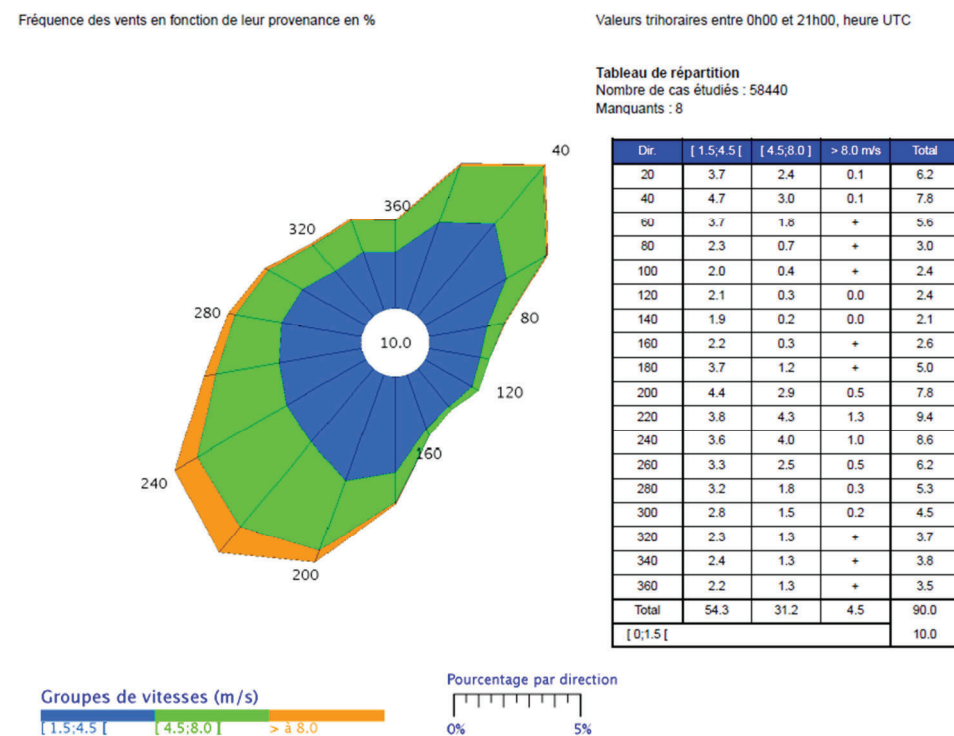 Fréquence des vents en fonction de leur provenance en %
Valeurs trihoraires entre 0h00 et 21h00, heure UTC
Tableau de répartition
Nombre de cas étudiés : 58440
Manquants : 8
40
360
320
280
80
10.0
120
160
240
200
Dir. [ 1.5;4.5 [ [ 4.5;8.0 ] > 8.0 m/s Total
20 3.7 2.4 0.1 6.2
40 4.7 3.0 0.1 7.8
60 3.7 1.8 + 5.6
80 2.3 0.7 + 3.0
100 2.0 0.4 + 2.4
120 2.1 0.3 0.0 2.4
140 1.9 0.2 0.0 2.1
160 2.2 0.3 + 2.6
180 3.7 1.2 + 5.0
200 4.4 2.9 0.5 7.8
220 3.8 4.3 1.3 9.4
240 3.6 4.0 1.0 8.6
260 3.3 2.5 0.5 6.2
280 3.2 1.8 0.3 5.3
300 2.8 1.5 0.2 4.5
320 2.3 1.3 + 3.7
340 2.4 1.3 + 3.8
360 2.2 1.3 + 3.5
Total 54.3 31.2 4.5 90.0
[ 0;1.5 [ 10.0
Groupes de vitesses (m/s)
[ 1.5;4.5 [ [ 4.5;8.0 ] > à 8.0
Pourcentage par direction
0% 5%